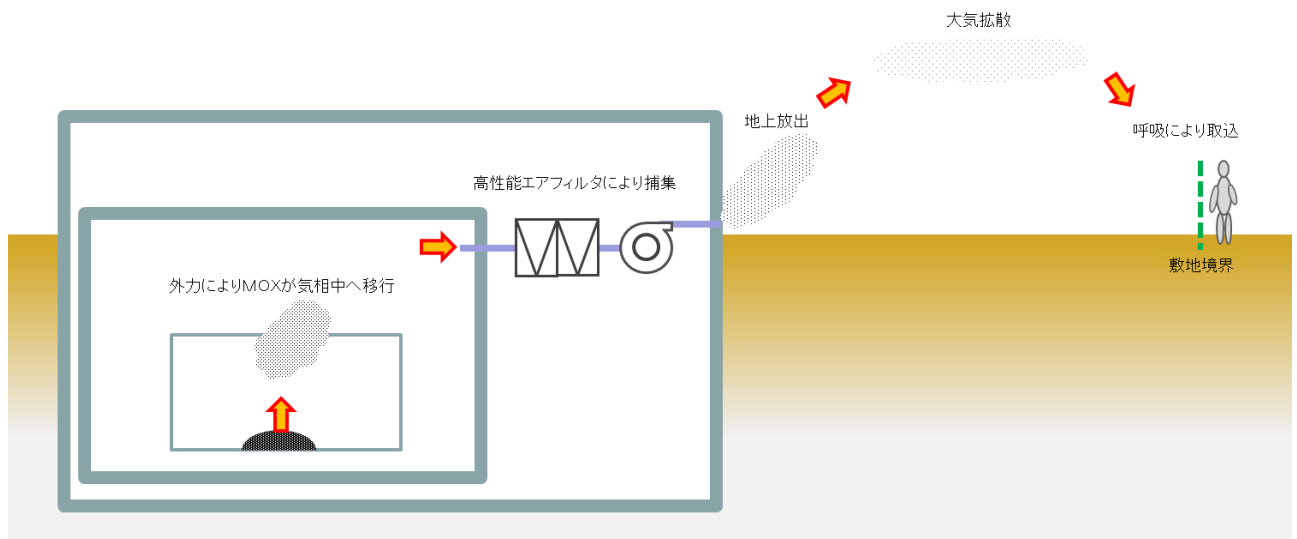 大気拡散
地上放出
呼吸により取込
高性能エアフィルタにより捕集
敷地境界
外力によりMOXが気相中へ移行